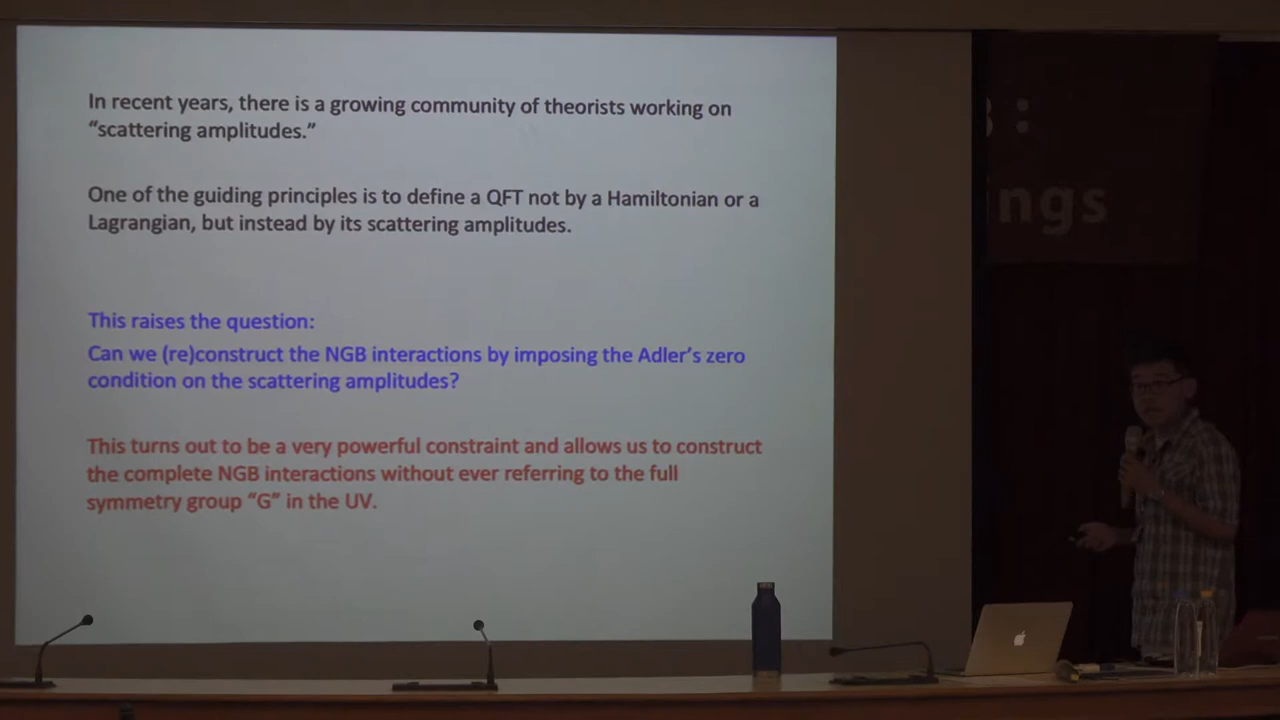 In recent years, there is a growing community of theorists working on
“scattering amplitudes.”
One of the guiding principles is to define a QFT not by a Hamiltonian or a
Lagrangian, but instead by its scattering amplitudes.
This raises the question:
Can we (re)construct the NGB interactions by imposing the Adler’s zero
condition on the scattering amplitudes?
This turns out to be a very powerful constraint and allows us to construct
the complete NGB interactions without ever referring to the full
symmetry group “G” in the UV.
:
ngs